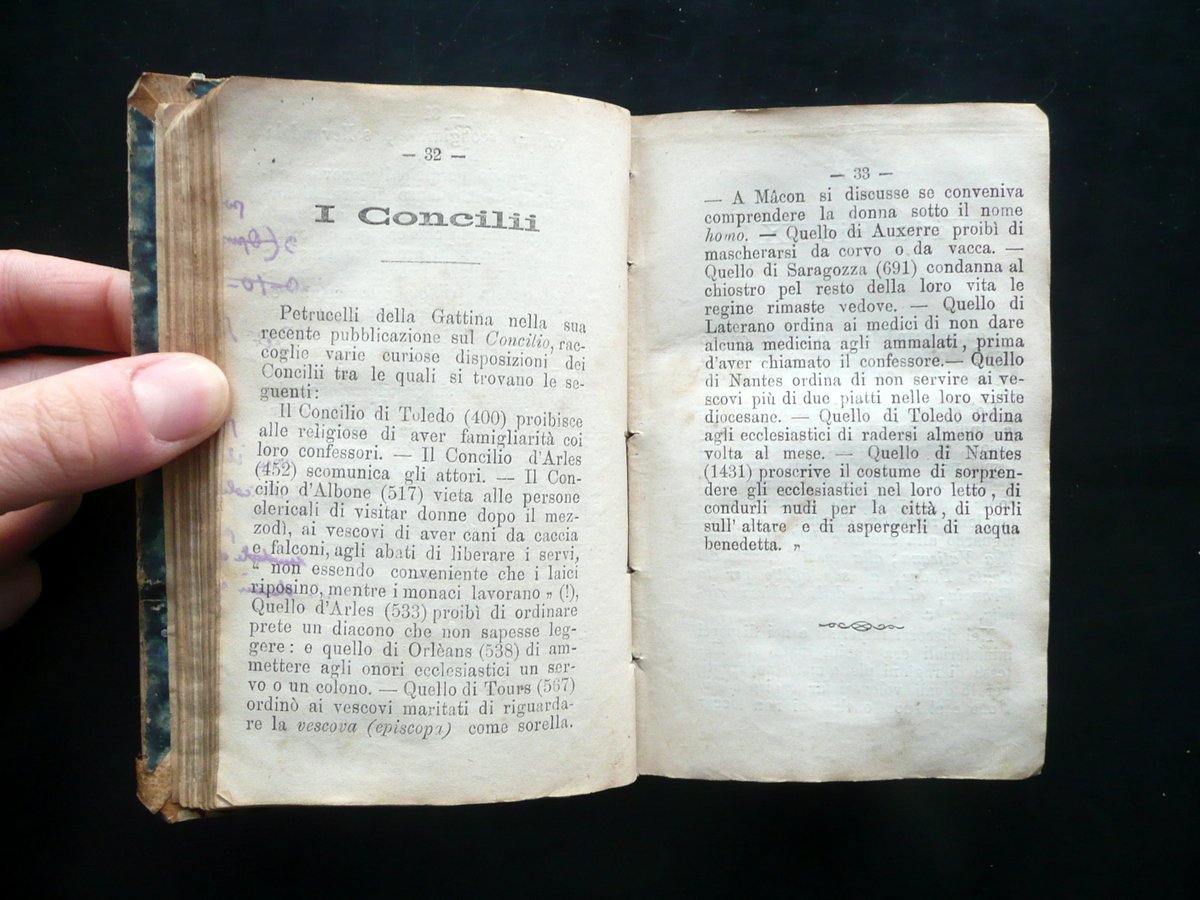 — 32 —
I Concilii
Petrucelli della Gattina nella sua
recente pubblicazione sul Concilio, rac-
coglie varie curiose disposizioni dei
Concilii tra le quali si trovano le se-
guenti:
Il Concilio di Toledo (400) proibisce
alle religiose di aver famigliarità coi
loro confessori. — Il Concilio d'Arles
(452) scomunica gli attori. — Il Con-
cilio d'Albone (517) vieta alle persone
clericali di visitar donne dopo il mez-
zodì, ai vescovi di aver cani da caccia
e falconi, agli abati di liberare i servi,
“ non essendo conveniente che i laici
riposino, mentre i monaci lavorano „ (!),
Quello d'Arles (533) proibì di ordinare
prete un diacono che non sapesse leg-
gere: e quello di Orlèans (538) di am-
mettere agli onori ecclesiastici un ser-
vo o un colono. — Quello di Tours (567)
ordinò ai vescovi maritati di riguarda-
re la vescova (episcopa) come sorella.
— 33 —
— A Mâcon si discusse se conveniva
comprendere la donna sotto il nome
homo. — Quello di Auxerre proibì di
mascherarsi da corvo o da vacca. —
Quello di Saragozza (691) condanna al
chiostro pel resto della loro vita le
regine rimaste vedove. — Quello di
Laterano ordina ai medici di non dare
alcuna medicina agli ammalati, prima
d'aver chiamato il confessore.— Quello
di Nantes ordina di non servire ai ve-
scovi più di due piatti nelle loro visite
diocesane. — Quello di Toledo ordina
agli ecclesiastici di radersi almeno una
volta al mese. — Quello di Nantes
(1431) proscrive il costume di sorpren-
dere gli ecclesiastici nel loro letto, di
condurli nudi per la città, di porli
sull' altare e di aspergerli di acqua
benedetta. „